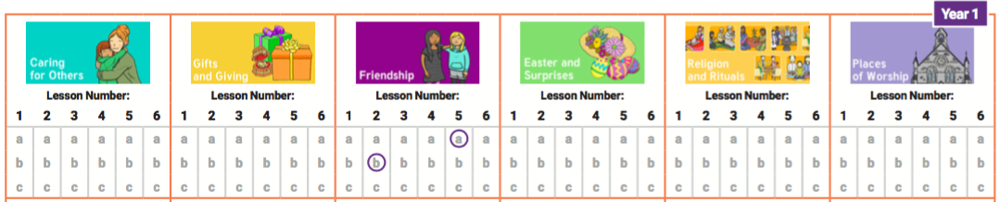 Year 1
Caring
for Others
Gifts
and Giving
Friendship
Easter and
Surprises
Religion
and Rituals
Places
of Worship
Lesson Number: Lesson Number: Lesson Number: Lesson Number: Lesson Number: Lesson Number:
1 2 3 4 5 6 1 2 3 4 5 6 1 2 3 4 5 6 1 2 3 4 5 6 1 2 3 4 5 6 1 2 3 4 5 6
a a a a a a a a a a a a a a a a a a a a a a a a a a a a a a a a a a a a
b b b b b b b b b b b b b b b b b b b b b b b b b b b b b b b b b b b b
c c c c c c c c c c c c c c c c c c c c c c c c c c c c c c c c c c c c